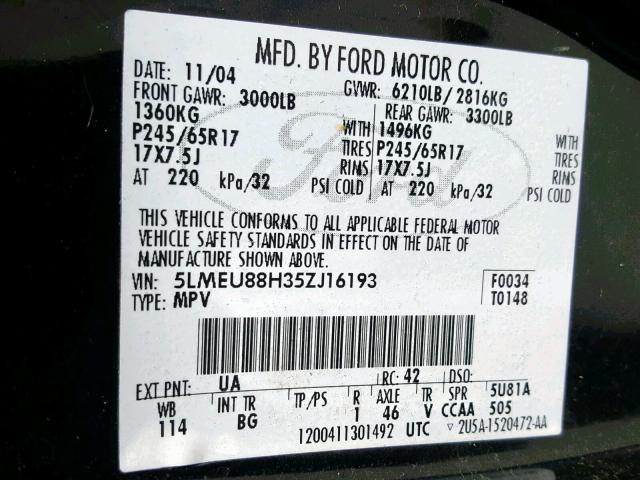 MFD. BY FORD MOTOR CO.
DATE: 11/04 GVWR: 6210LB/ 2816KG
FRONT GAWR: 3000LB REAR GAWR: 3300LB
1360KG 1496KG WITH
P245/65R17 TIRES P245/65R17 TIRES
17X7.5J RIMS 17X7.5J RIMS
AT 220 kPa/32 PSI COLD AT 220 kPa/32 PSI COLD
Ford
THIS VEHICLE CONFORMS TO ALL APPLICABLE FEDERAL MOTOR
VEHICLE SAFETY STANDARDS IN EFFECT ON THE DATE OF
MANUFACTURE SHOWN ABOVE.
VIN: 5LMEU88H35ZJ16193 F0034
TYPE: MPV T0148
EXT PNT: UA RC: 42 DSO:
WB INT TR TP/PS R AXLE TR SPR 5U81A
114 BG 1 46 V CCAA 505
1200411301492 UTC ▽ 2U5A-1520472-AA